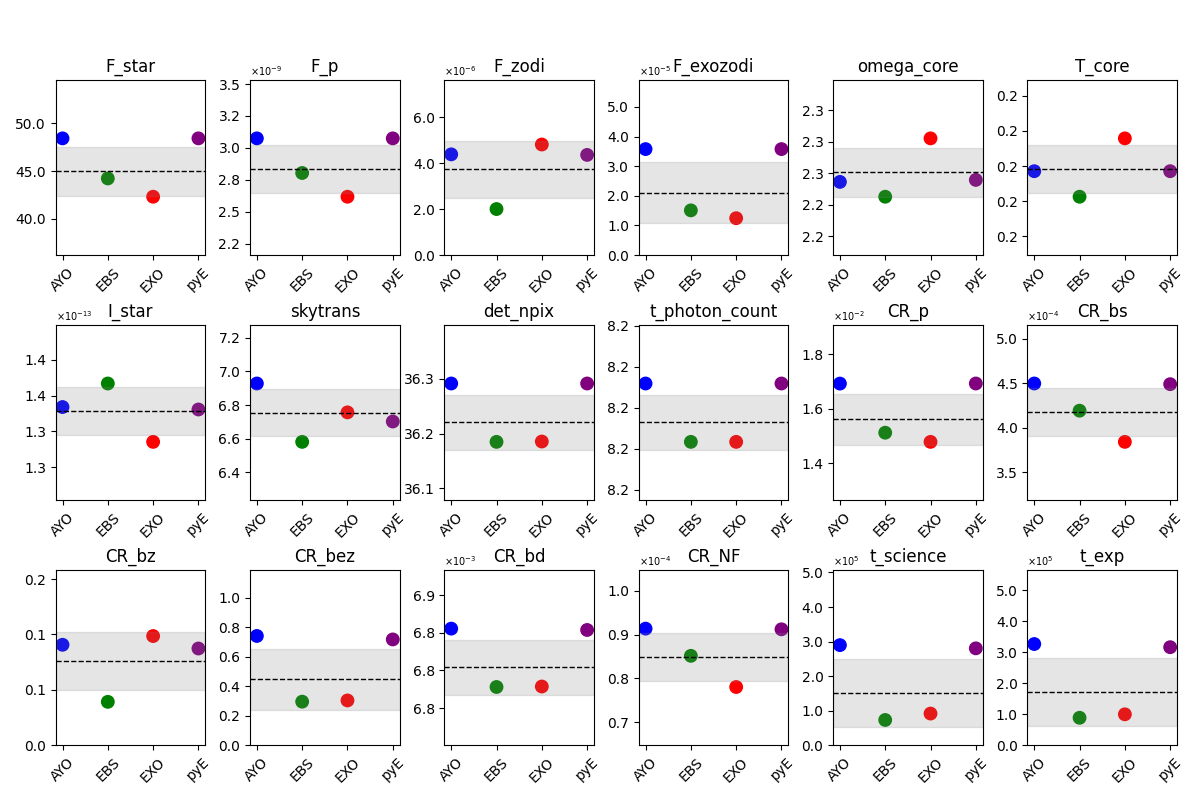 F_star F_p F_zodi F_exozodi omega_core T_core
×10⁻⁹ ×10⁻⁶ ×10⁻⁵
50.0 3.5 6.0 5.0 2.3 0.2
45.0 3.2 4.0 4.0 2.3 0.2
40.0 3.0 2.0 3.0 2.3 0.2
2.8 0.0 2.0 2.2 0.2
2.5 1.0 2.2 0.2
2.2 0.0
AYO EBS EXO pyE AYO EBS EXO pyE AYO EBS EXO pyE AYO EBS EXO pyE AYO EBS EXO pyE AYO EBS EXO pyE
I_star skytrans det_npix t_photon_count CR_p CR_bs
×10⁻¹³ ×10⁻² ×10⁻⁴
1.4 7.2 36.3 8.2 1.8 5.0
1.4 7.0 36.2 8.2 1.6 4.5
1.3 6.8 36.1 8.2 1.4 4.0
1.3 6.6 8.2 3.5
6.4 8.2
AYO EBS EXO pyE AYO EBS EXO pyE AYO EBS EXO pyE AYO EBS EXO pyE AYO EBS EXO pyE AYO EBS EXO pyE
CR_bz CR_bez CR_bd CR_NF t_science t_exp
×10⁻³ ×10⁻⁴ ×10⁵ ×10⁵
0.2 1.0 6.9 1.0 5.0 5.0
0.1 0.8 6.8 0.9 4.0 4.0
0.1 0.6 6.8 0.8 3.0 3.0
0.0 0.4 6.8 0.7 2.0 2.0
0.2 1.0 1.0
0.0 0.0 0.0
AYO EBS EXO pyE AYO EBS EXO pyE AYO EBS EXO pyE AYO EBS EXO pyE AYO EBS EXO pyE AYO EBS EXO pyE